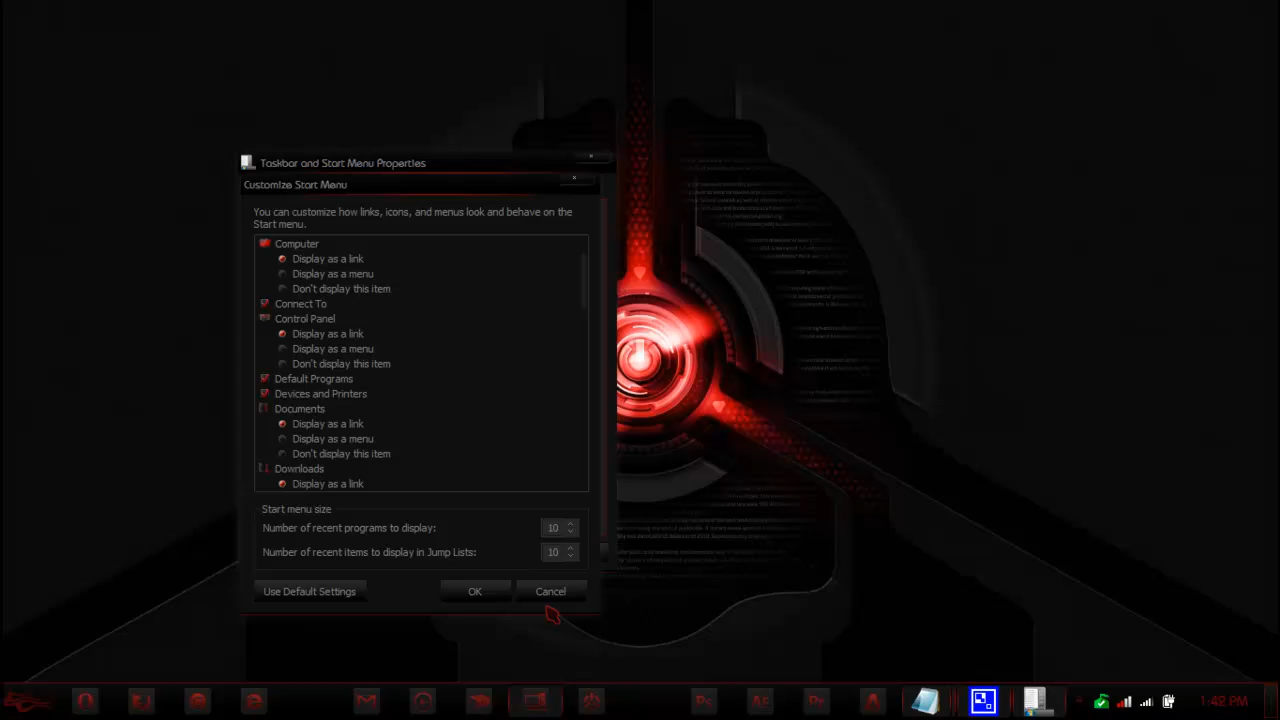 Taskbar and Start Menu Properties
Customize Start Menu
You can customize how links, icons, and menus look and behave on the
Start menu.
Computer
Display as a link
Display as a menu
Don't display this item
Connect To
Control Panel
Display as a link
Display as a menu
Don't display this item
Default Programs
Devices and Printers
Documents
Display as a link
Display as a menu
Don't display this item
Downloads
Display as a link
Start menu size
Number of recent programs to display: 10
Number of recent items to display in Jump Lists: 10
Use Default Settings OK Cancel
1:42 PM